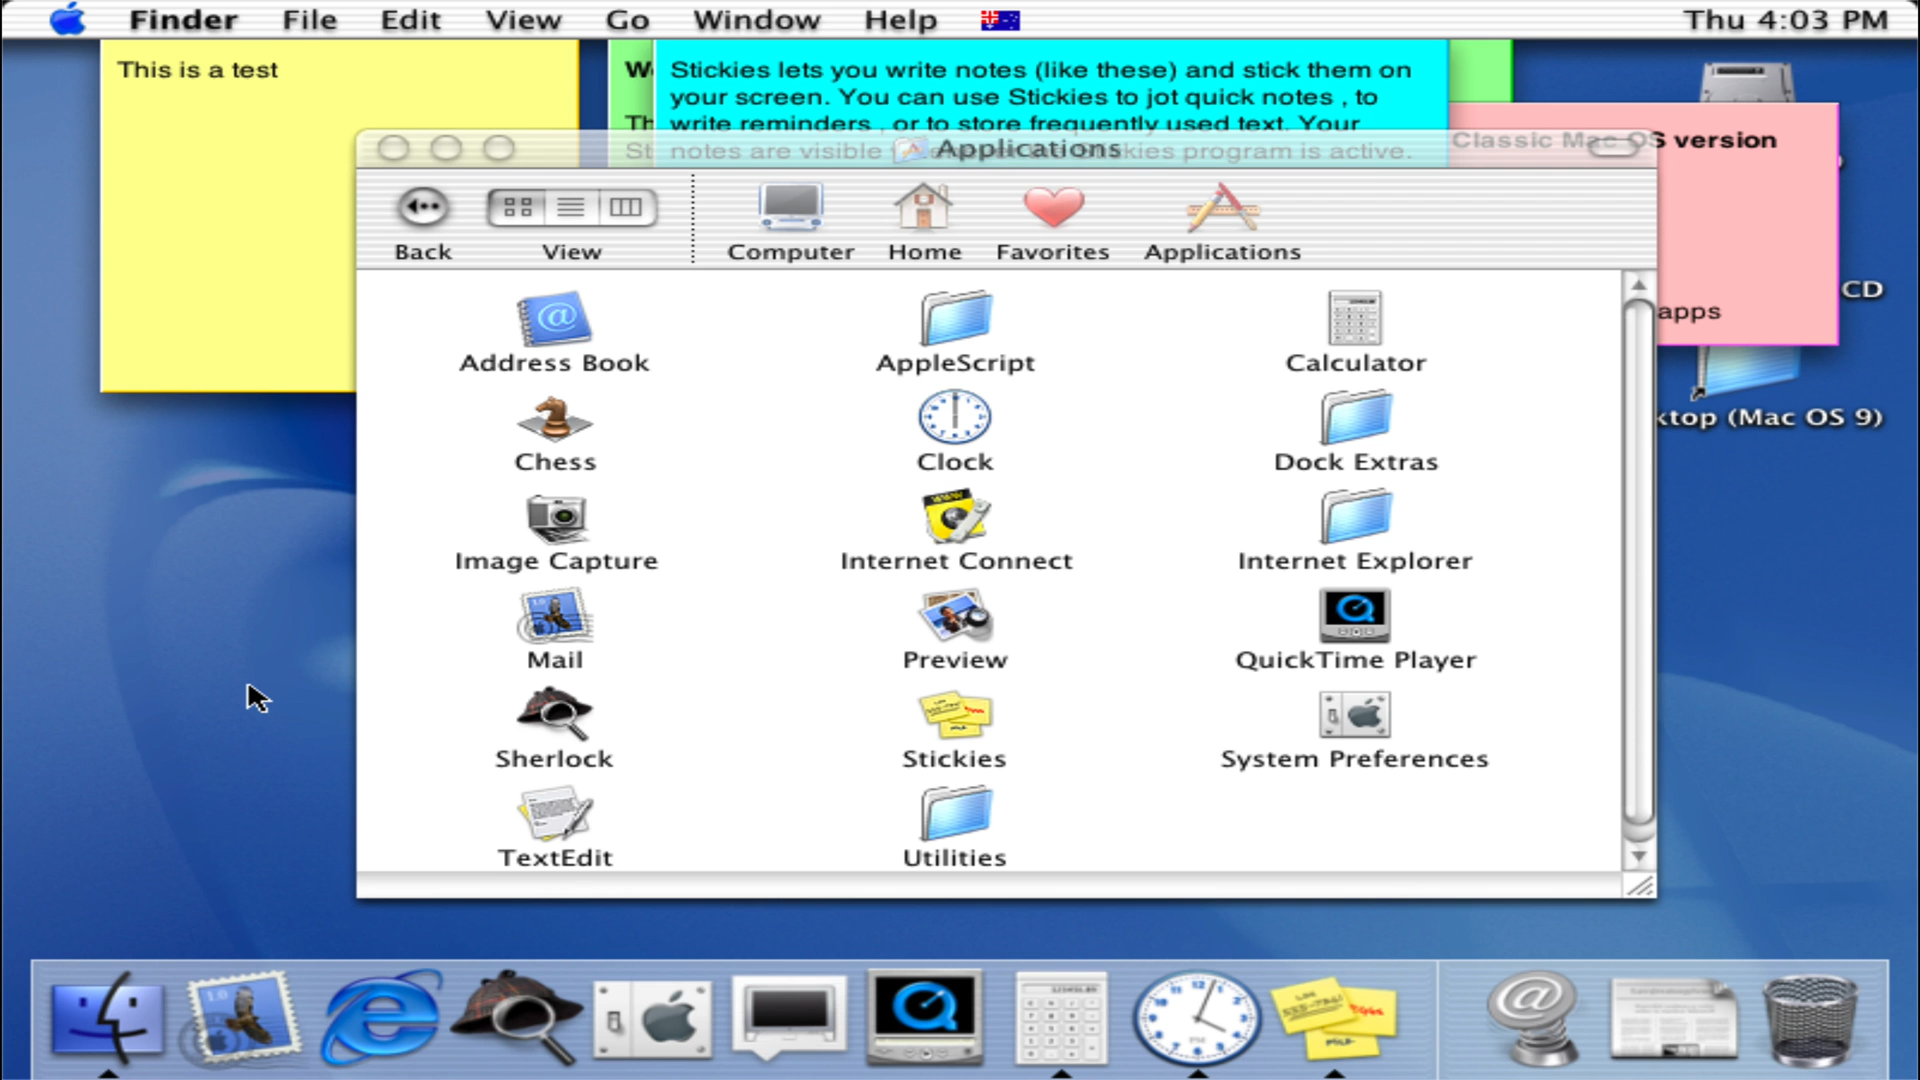 Finder File Edit View Go Window Help Thu 4:03 PM
This is a test
Stickies lets you write notes (like these) and stick them on
your screen. You can use Stickies to jot quick notes , to
write reminders , or to store frequently used text. Your
notes are visible Stickies program is active.
Th
St
Classic Mac OS version
apps
CD
ktop (Mac OS 9)
Applications
Back View Computer Home Favorites Applications
Address Book AppleScript Calculator
Chess Clock Dock Extras
Image Capture Internet Connect Internet Explorer
Mail Preview QuickTime Player
Sherlock Stickies System Preferences
TextEdit Utilities